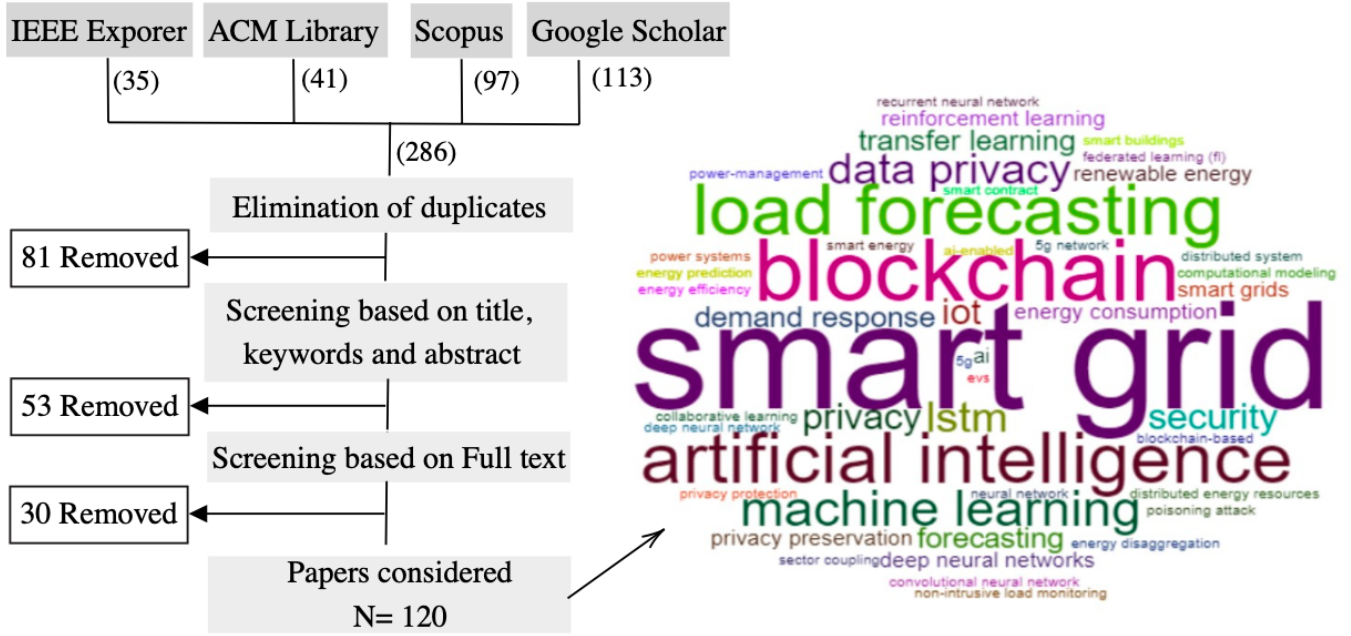 IEEE Exporer
ACM Library
Scopus
Google Scholar
(35)
(41)
(97)
(113)
(286)
Elimination of duplicates
81 Removed
Screening based on title,
keywords and abstract
53 Removed
Screening based on Full text
30 Removed
Papers considered
N= 120
recurrent neural network
reinforcement learning
transfer learning
smart buildings
federated learning (fl)
power-management
data privacy
renewable energy
smart contract
load forecasting
smart energy
ai-enabled
5g network
power systems
blockchain
distributed system
energy prediction
computational modeling
energy efficiency
smart grids
demand response
iot
energy consumption
smart grid
5g
ai
evs
collaborative learning
privacy
lstm
security
deep neural network
blockchain-based
artificial intelligence
privacy protection
neural network
distributed energy resources
machine learning
poisoning attack
privacy preservation
forecasting
energy disaggregation
sector coupling
deep neural networks
convolutional neural network
non-intrusive load monitoring